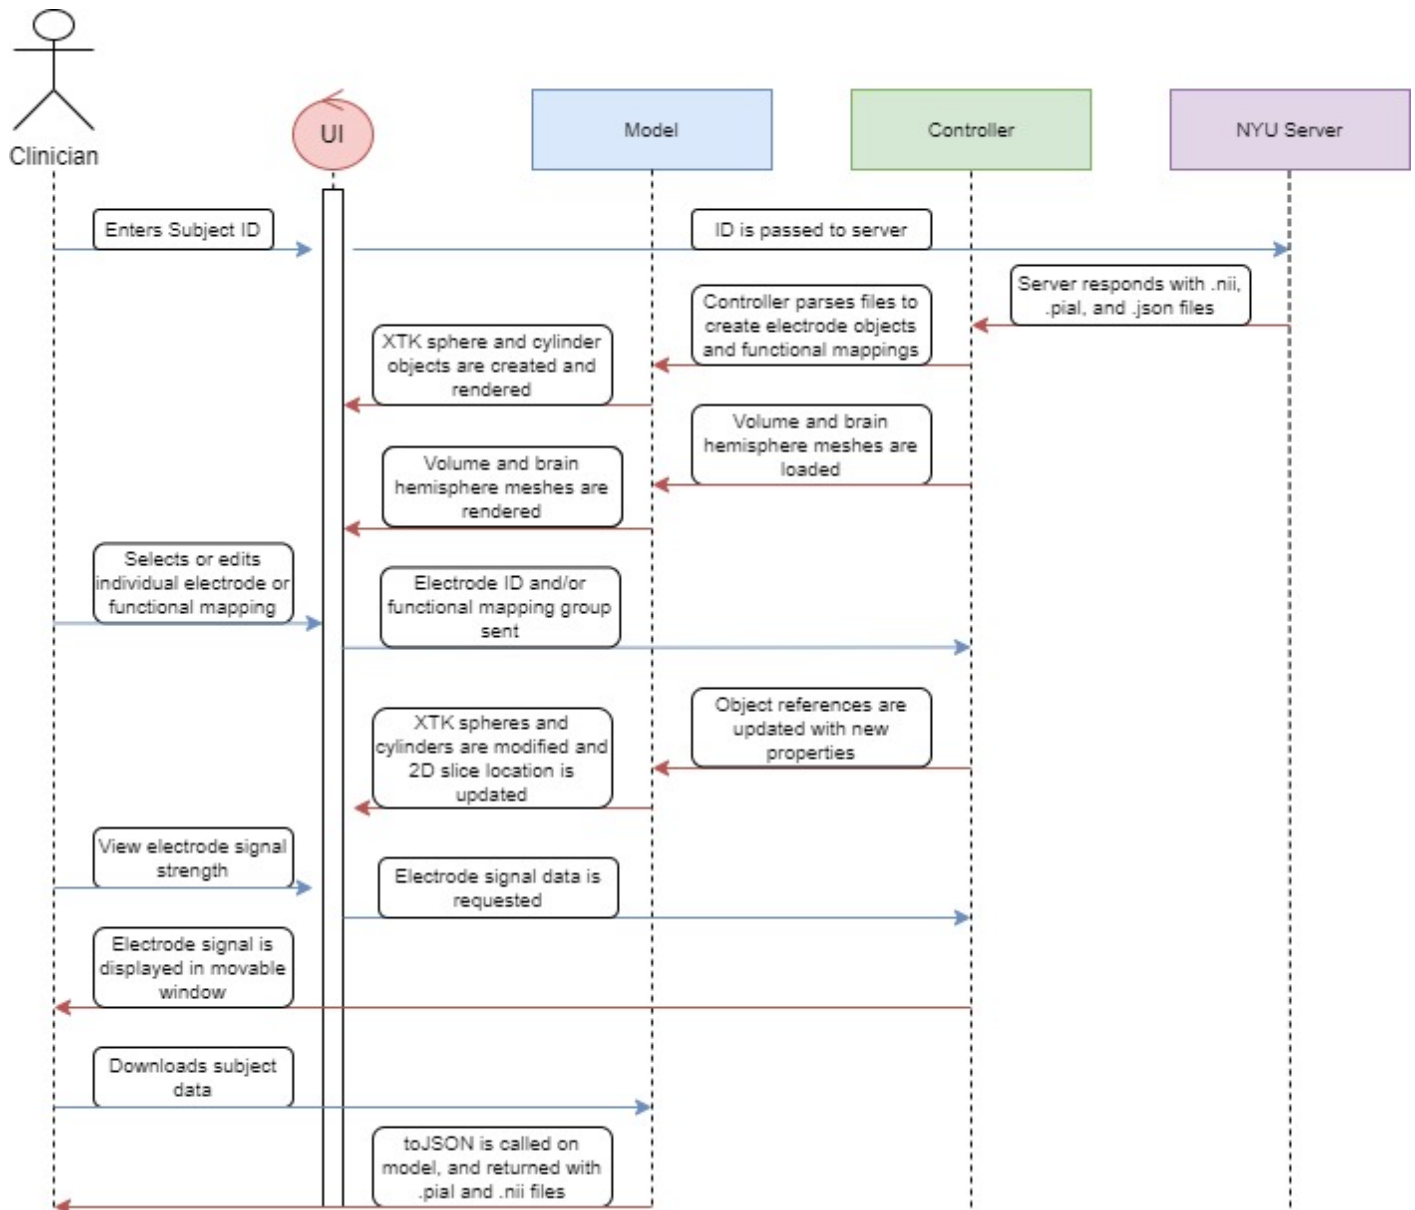 Clinician
UI
Model
Controller
NYU Server
Enters Subject ID
ID is passed to server
Server responds with .nii,
.pial, and .json files
Controller parses files to
create electrode objects
and functional mappings
XTK sphere and cylinder
objects are created and
rendered
Volume and brain
hemisphere meshes are
loaded
Volume and brain
hemisphere meshes are
rendered
Selects or edits
individual electrode or
functional mapping
Electrode ID and/or
functional mapping group
sent
Object references are
updated with new
properties
XTK spheres and
cylinders are modified and
2D slice location is
updated
View electrode signal
strength
Electrode signal data is
requested
Electrode signal is
displayed in movable
window
Downloads subject
data
toJSON is called on
model, and returned with
.pial and .nii files